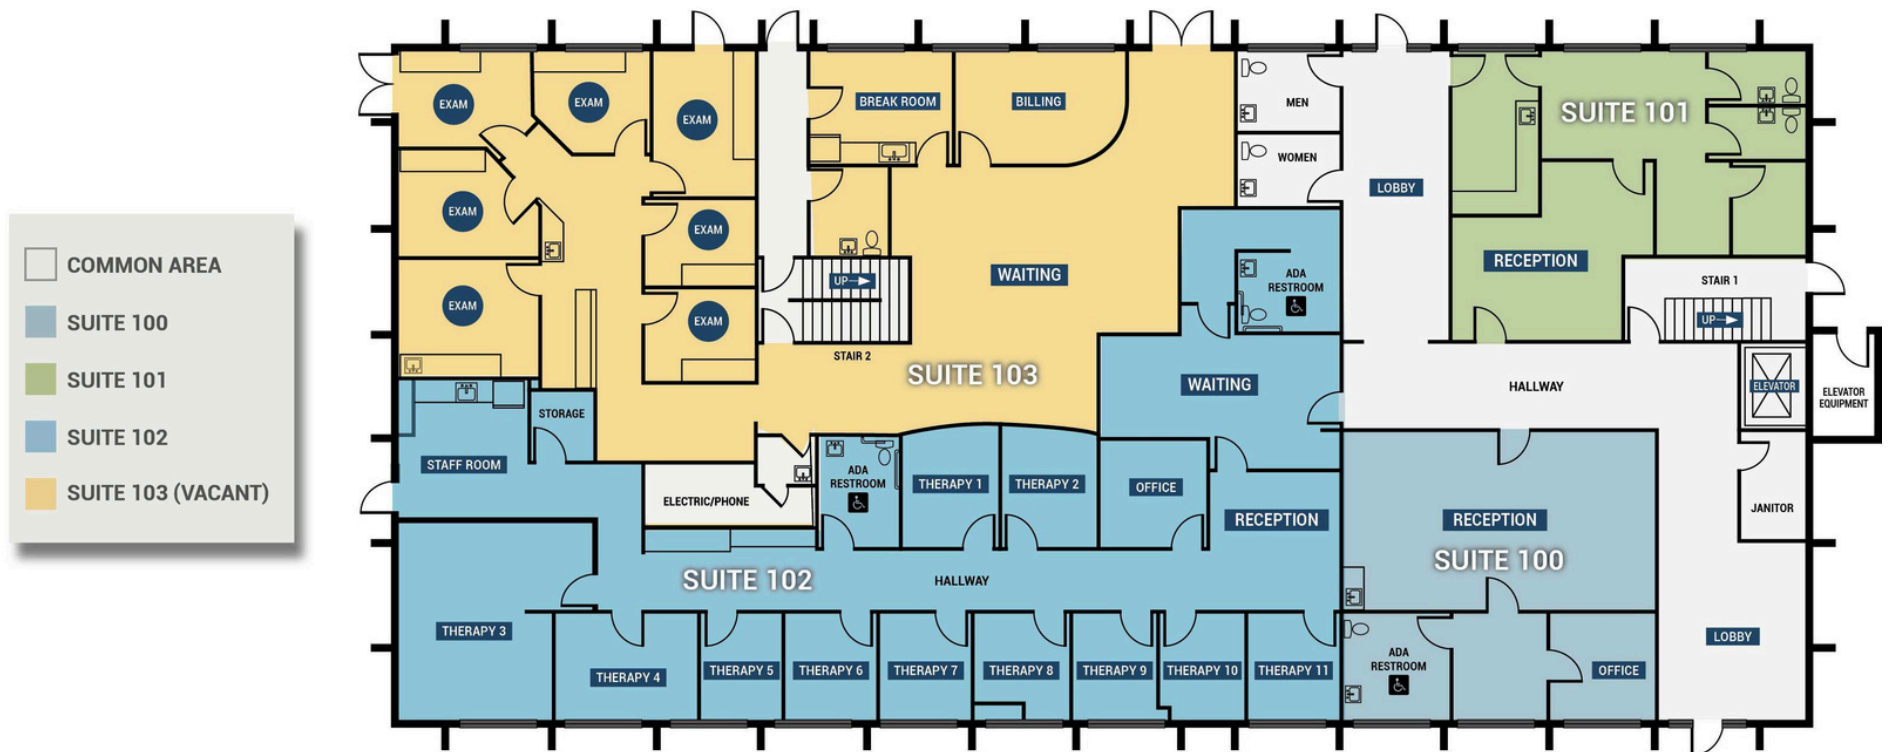 COMMON AREA
SUITE 100
SUITE 101
SUITE 102
SUITE 103 (VACANT)
EXAM
EXAM
EXAM
BREAK ROOM
BILLING
MEN
SUITE 101
WOMEN
LOBBY
EXAM
EXAM
RECEPTION
WAITING
ADA
RESTROOM
UP
STAIR 1
EXAM
EXAM
UP
STAIR 2
SUITE 103
WAITING
HALLWAY
ELEVATOR
ELEVATOR
EQUIPMENT
STORAGE
STAFF ROOM
ADA
RESTROOM
THERAPY 1
THERAPY 2
OFFICE
ELECTRIC/PHONE
RECEPTION
RECEPTION
JANITOR
SUITE 102
HALLWAY
SUITE 100
THERAPY 3
LOBBY
THERAPY 4
THERAPY 5
THERAPY 6
THERAPY 7
THERAPY 8
THERAPY 9
THERAPY 10
THERAPY 11
ADA
RESTROOM
OFFICE